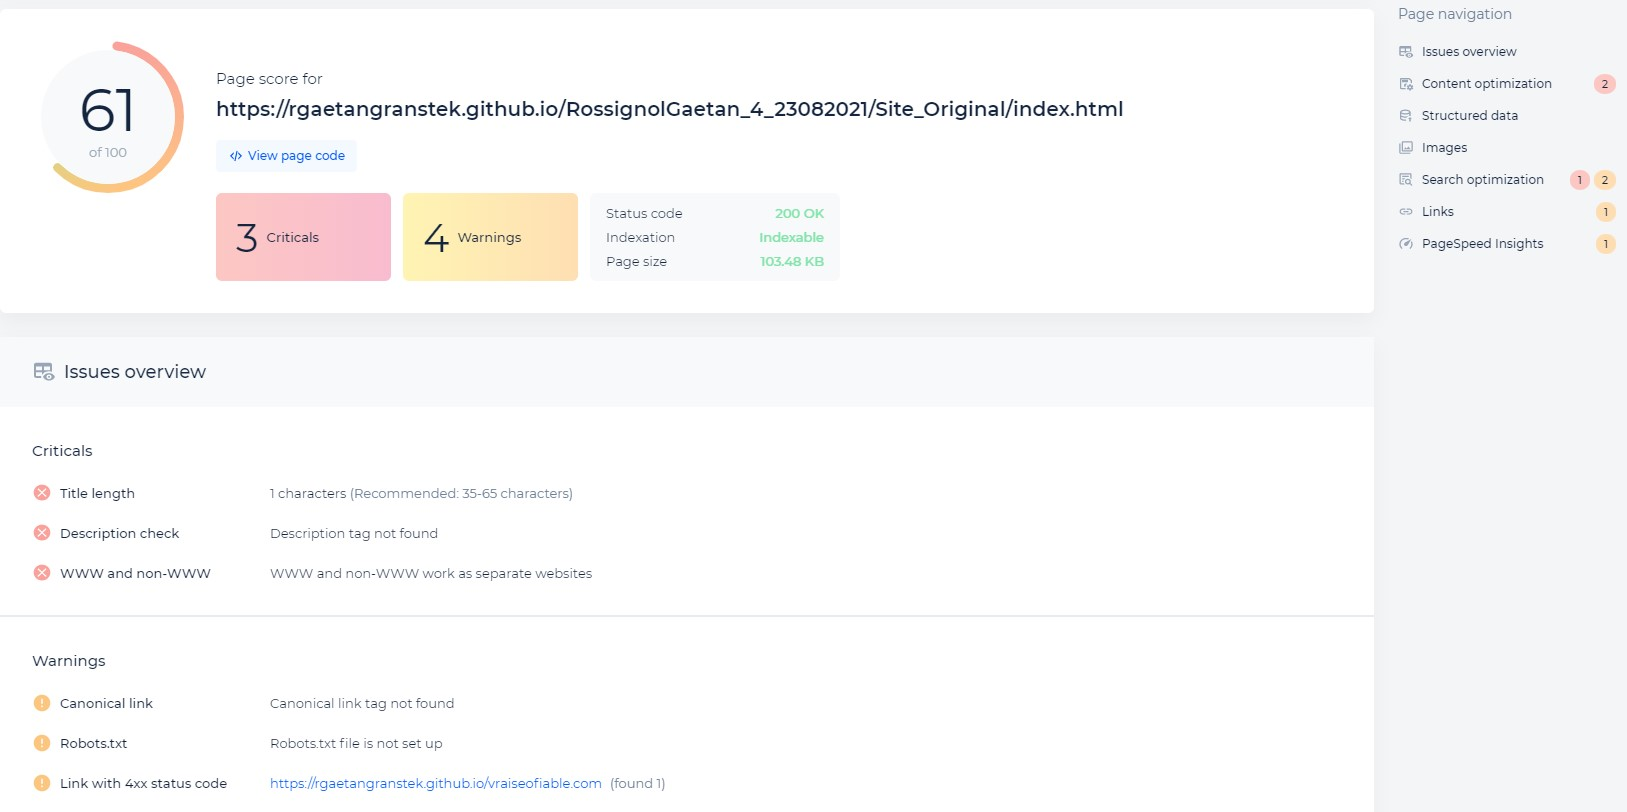 61
of 100
Page score for
https://rgaetangranstek.github.io/RossignolGaetan_4_23082021/Site_Original/index.html
View page code
3 Criticals
4 Warnings
Status code 200 OK
Indexation Indexable
Page size 103.48 KB
Issues overview
Criticals
Title length 1 characters (Recommended: 35-65 characters)
Description check Description tag not found
WWW and non-WWW WWW and non-WWW work as separate websites
Warnings
Canonical link Canonical link tag not found
Robots.txt Robots.txt file is not set up
Link with 4xx status code https://rgaetangranstek.github.io/vraiseofiable.com (found 1)
Page navigation
Issues overview
Content optimization 2
Structured data
Images
Search optimization 1 2
Links 1
PageSpeed Insights 1